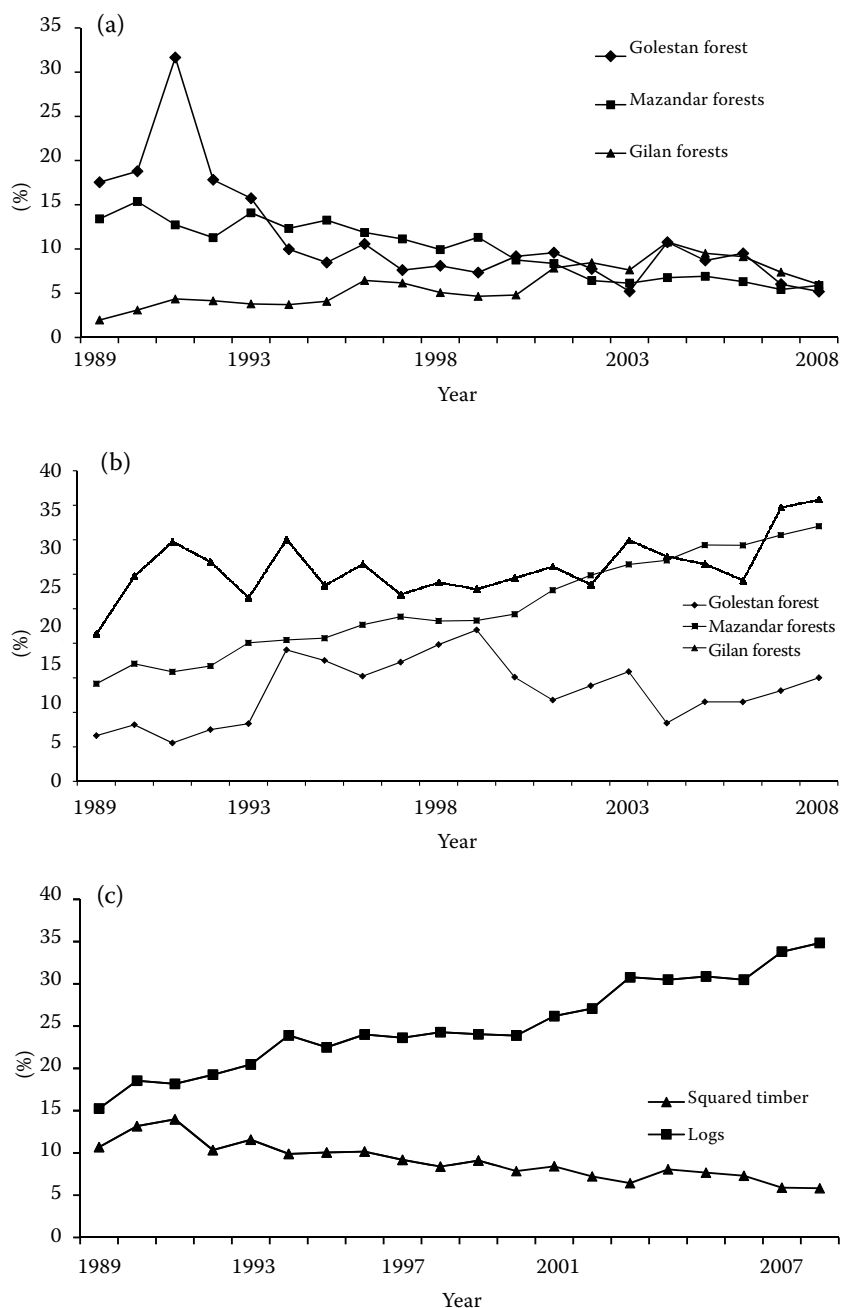 (a)
35
30
25
20
15
10
5
0
(%)
Golestan forest
Mazandar forests
Gilan forests
1989 1993 1998 2003 2008
Year
(b)
40
35
30
25
20
15
10
5
0
(%)
Golestan forest
Mazandar forests
Gilan forests
1989 1993 1998 2003 2008
Year
(c)
40
35
30
25
20
15
10
5
0
(%)
Squared timber
Logs
1989 1993 1997 2001 2007
Year